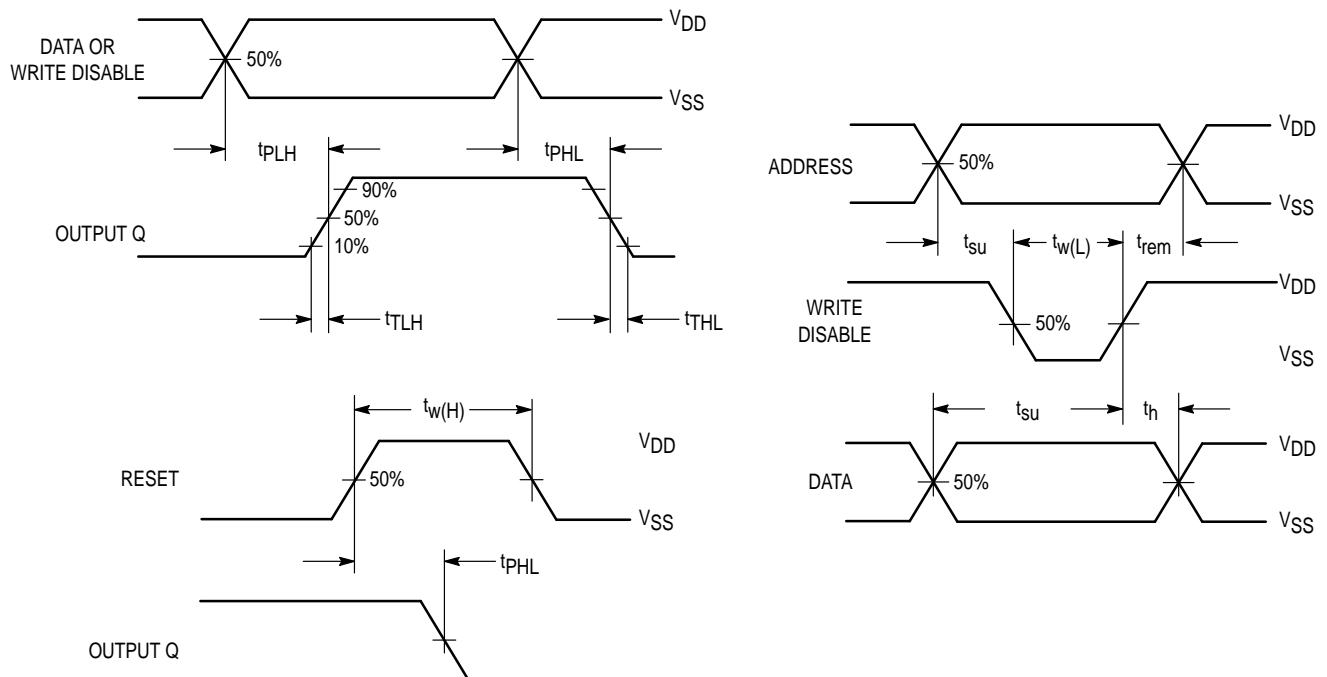 DATA OR
WRITE DISABLE
VDD
50%
VSS
tPLH
tPHL
OUTPUT Q
90%
50%
10%
tTLH
tTHL
tw(H)
RESET
VDD
50%
VSS
tPHL
OUTPUT Q
ADDRESS
VDD
50%
VSS
tsu
tw(L)
trem
WRITE
DISABLE
VDD
50%
VSS
tsu
th
DATA
VDD
50%
VSS